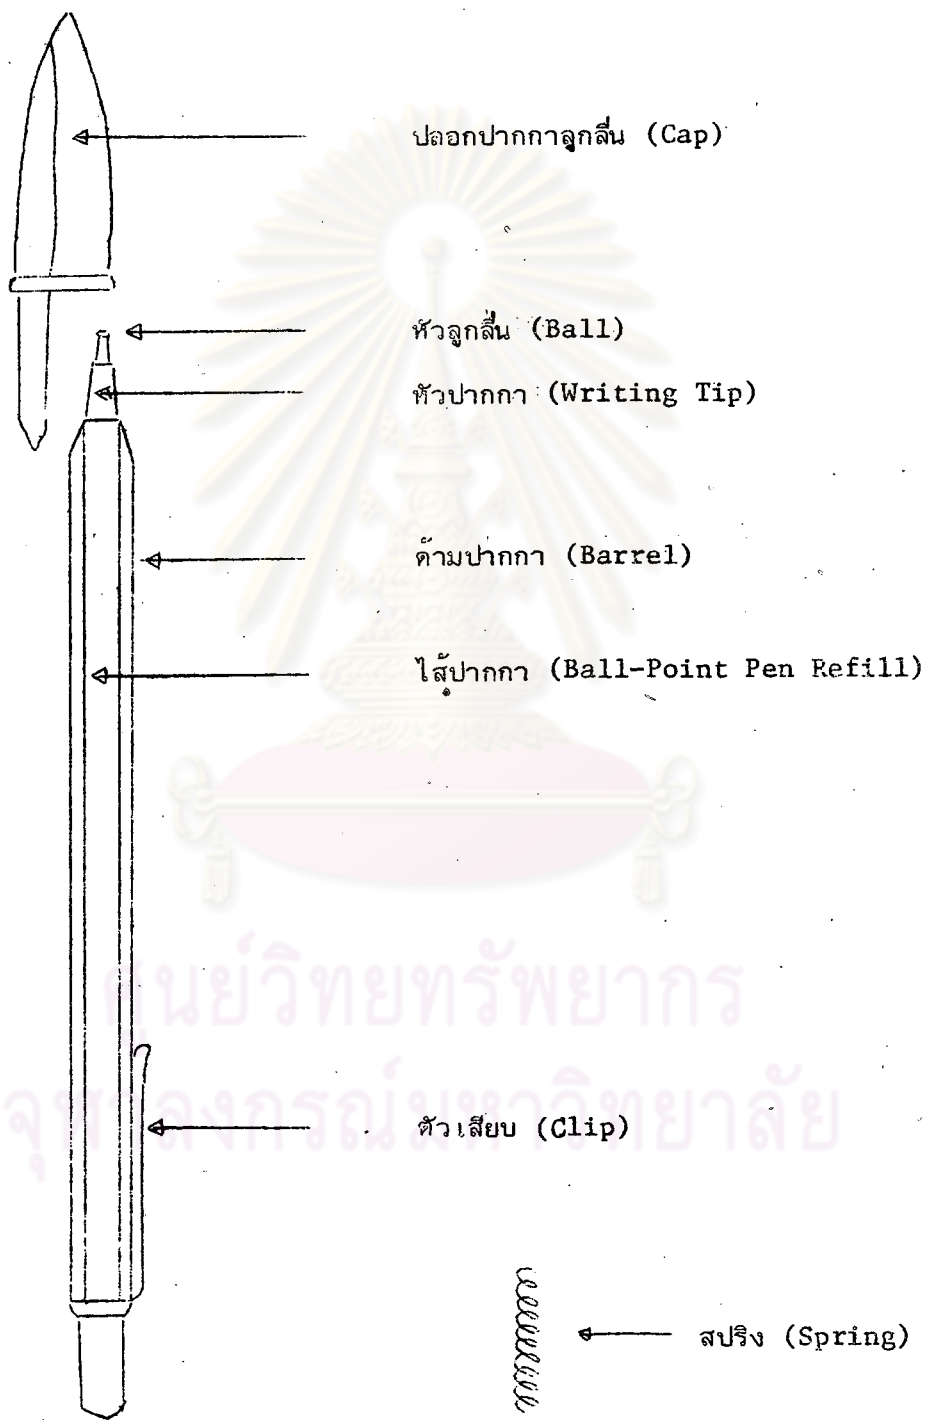 ปลอกปากกาลูกลื่น (Cap)
หัวลูกลื่น (Ball)
หัวปากกา (Writing Tip)
ด้ามปากกา (Barrel)
ไส้ปากกา (Ball-Point Pen Refill)
ศูนย์วิทยทรัพยากร
จุฬาลงกรณ์มหาวิทยาลัย
ตัวเสียบ (Clip)
สปริง (Spring)